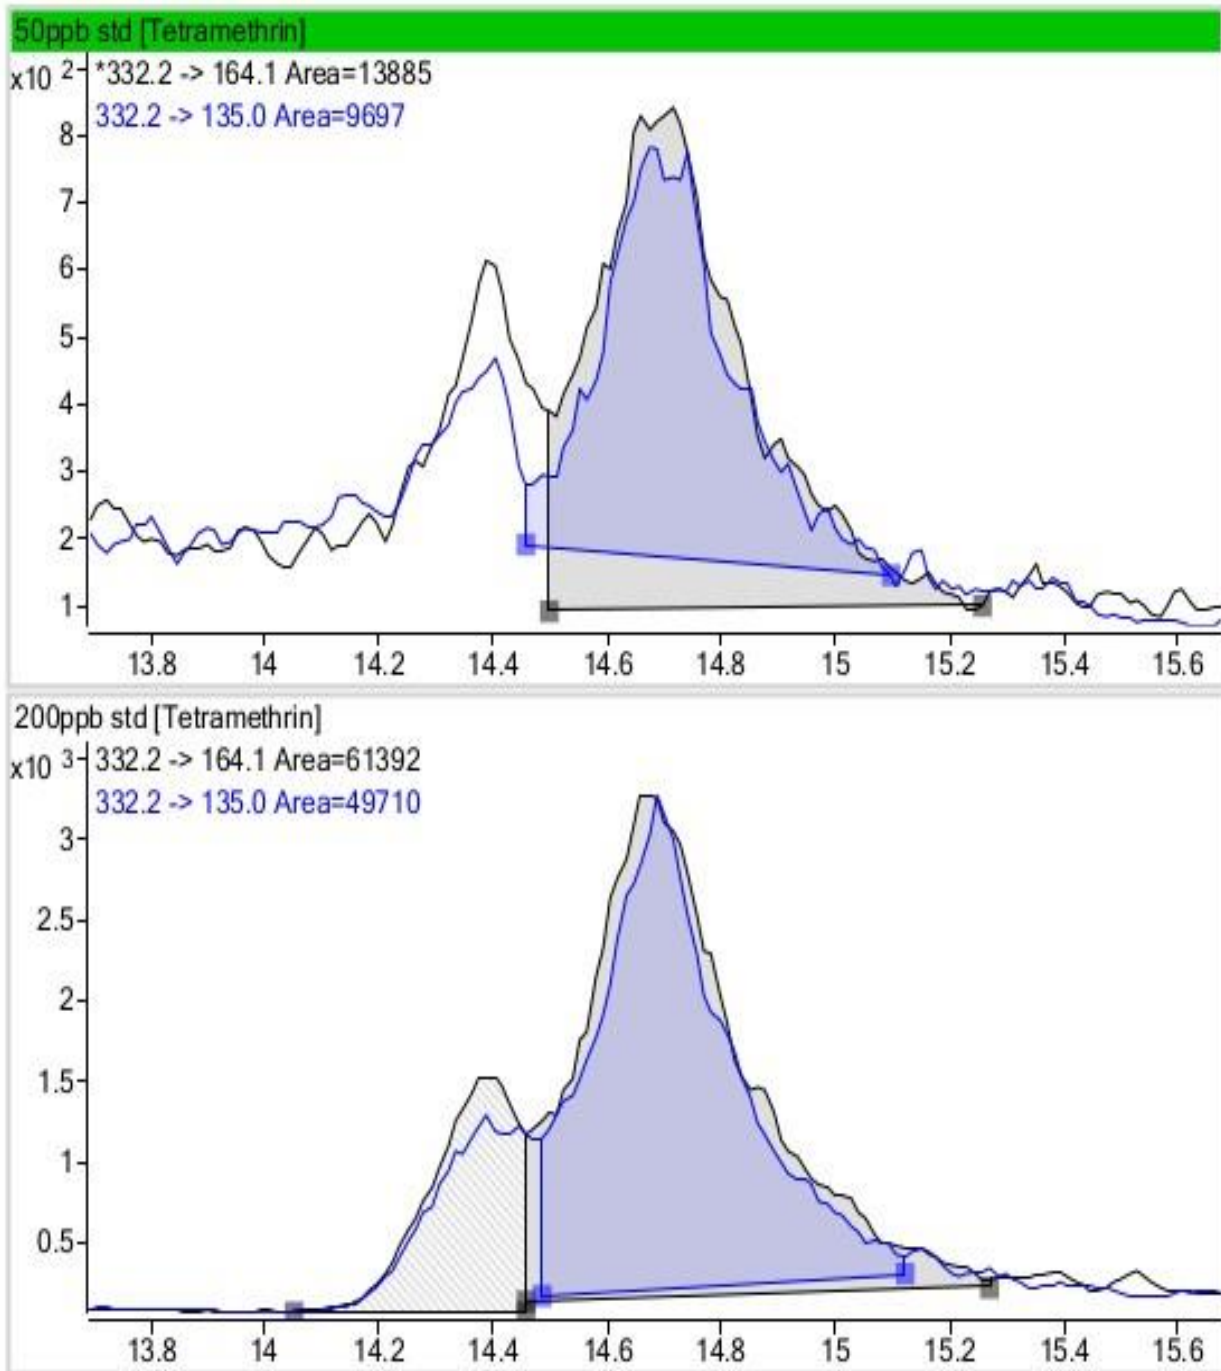 50ppb std [Tetramethrin]
x10 2
*332.2 -> 164.1 Area=13885
332.2 -> 135.0 Area=9697
8
7
6
5
4
3
2
1
13.8 14 14.2 14.4 14.6 14.8 15 15.2 15.4 15.6
200ppb std [Tetramethrin]
x10 3
332.2 -> 164.1 Area=61392
332.2 -> 135.0 Area=49710
3
2.5
2
1.5
1
0.5
13.8 14 14.2 14.4 14.6 14.8 15 15.2 15.4 15.6